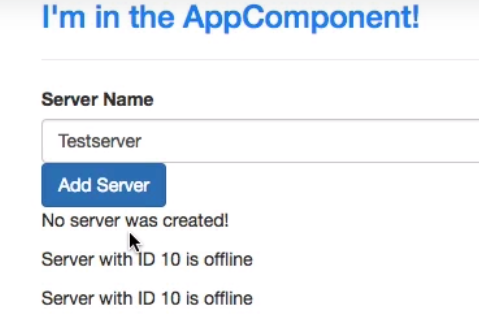 I'm in the AppComponent!
Server Name
Testserver
Add Server
No server was created!
Server with ID 10 is offline
Server with ID 10 is offline